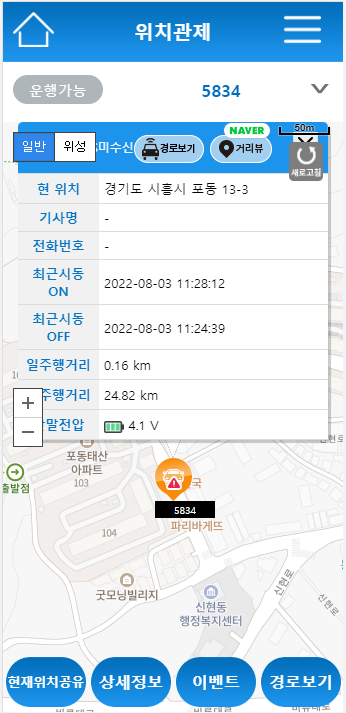 위치관제
운행가능
5834
일반
위성
미수신
경로보기
NAVER
거리뷰
50m
새로고침
현 위치 경기도 시흥시 포동 13-3
기사명 -
전화번호 -
최근시동
ON
2022-08-03 11:28:12
최근시동
OFF
2022-08-03 11:24:39
일주행거리 0.16 km
주행거리 24.82 km
말전압 4.1 V
+
−
포동태산
아파트
103
출발점
국
5834
파리바게뜨
104
굿모닝빌리지
신현동
행정복지센터
신현로
신현로
신현로
현재위치공유
상세정보
이벤트
경로보기